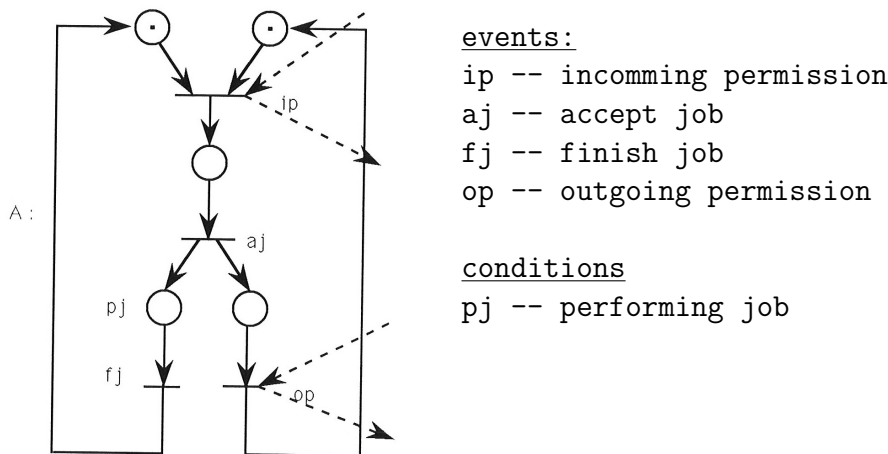 ip
A:
aj
pj
fj
op
events:
ip -- incomming permission
aj -- accept job
fj -- finish job
op -- outgoing permission
conditions
pj -- performing job